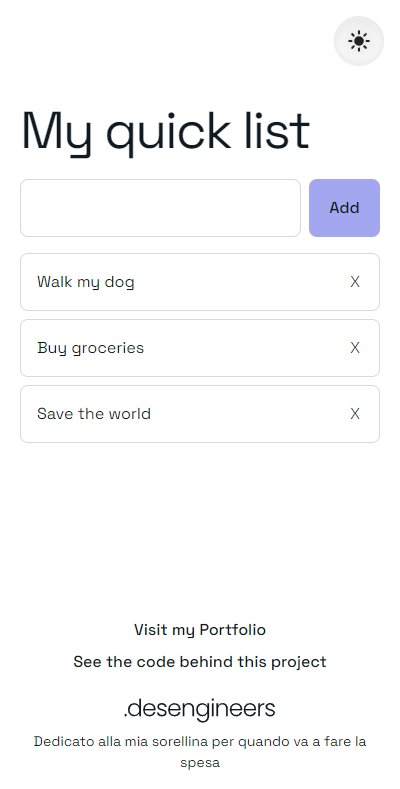 My quick list
Add
Walk my dog X
Buy groceries X
Save the world X
Visit my Portfolio
See the code behind this project
.desengineers
Dedicato alla mia sorellina per quando va a fare la
spesa